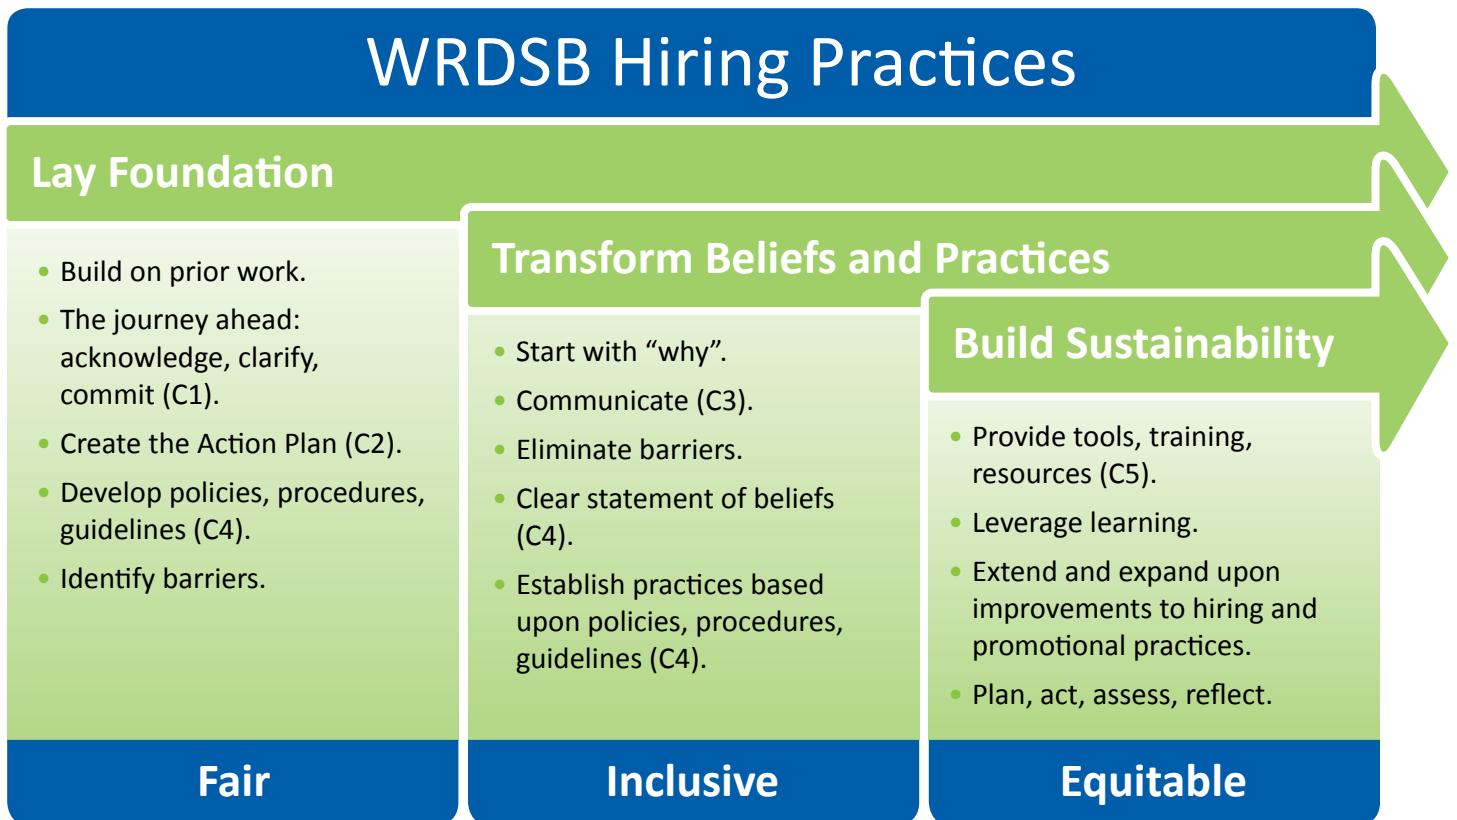 WRDSB Hiring Practices
Lay Foundation
• Build on prior work.
• The journey ahead:
acknowledge, clarify,
commit (C1).
• Create the Action Plan (C2).
• Develop policies, procedures,
guidelines (C4).
• Identify barriers.
Fair
Transform Beliefs and Practices
• Start with “why”.
• Communicate (C3).
• Eliminate barriers.
• Clear statement of beliefs
(C4).
• Establish practices based
upon policies, procedures,
guidelines (C4).
Inclusive
Build Sustainability
• Provide tools, training,
resources (C5).
• Leverage learning.
• Extend and expand upon
improvements to hiring and
promotional practices.
• Plan, act, assess, reflect.
Equitable